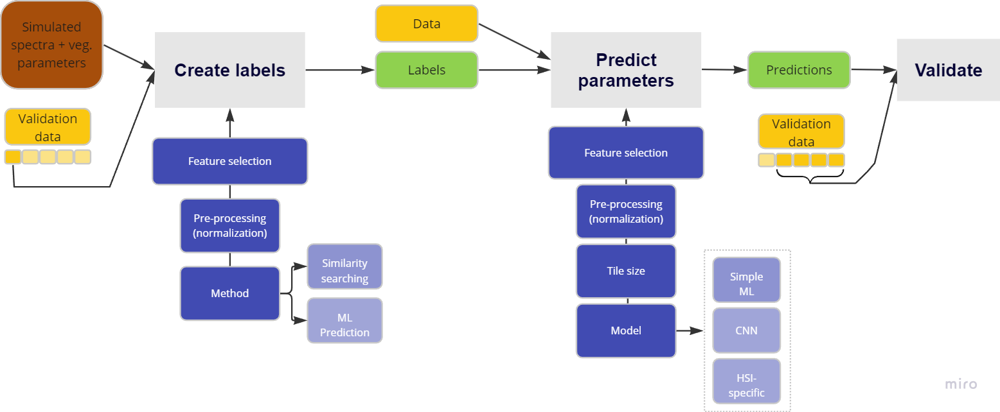 Simulated
spectra + veg.
parameters
Validation
data
Create labels
Feature selection
Pre-processing
(normalization)
Method
Similarity
searching
ML
Prediction
Data
Labels
Predict
parameters
Feature selection
Pre-processing
(normalization)
Tile size
Model
Simple
ML
CNN
HSI-
specific
Predictions
Validation
data
Validate
miro